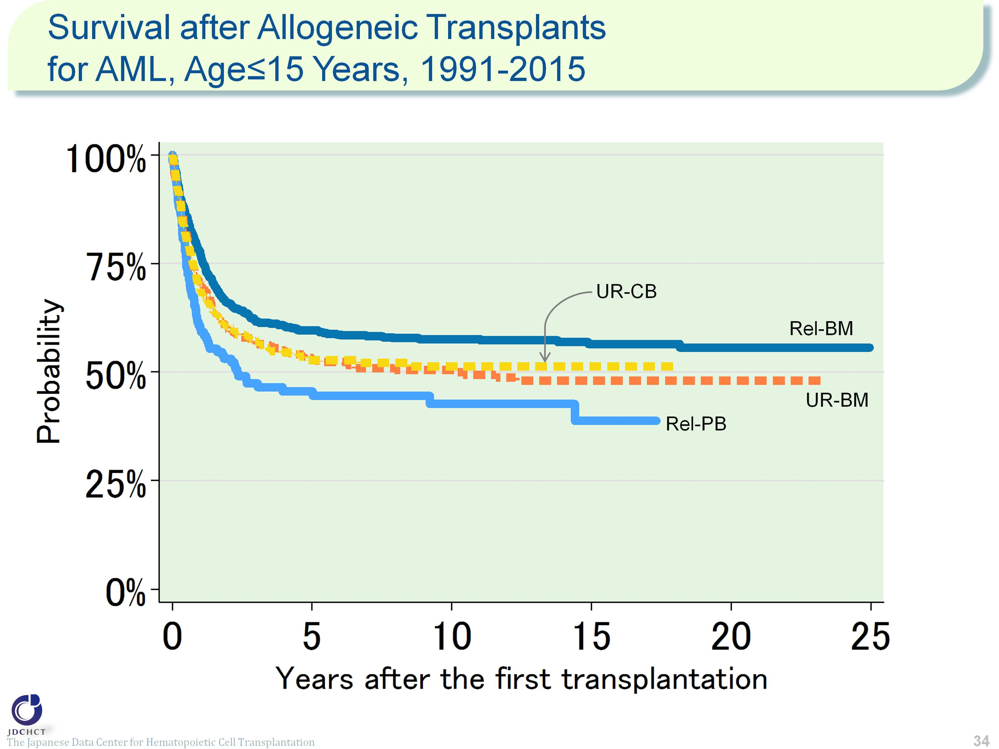 Survival after Allogeneic Transplants
for AML, Age≤15 Years, 1991-2015
100%
75%
50%
25%
0%
Probability
UR-CB
Rel-BM
UR-BM
Rel-PB
0 5 10 15 20 25
Years after the first transplantation
JDCHCT
The Japanese Data Center for Hematopoietic Cell Transplantation
34